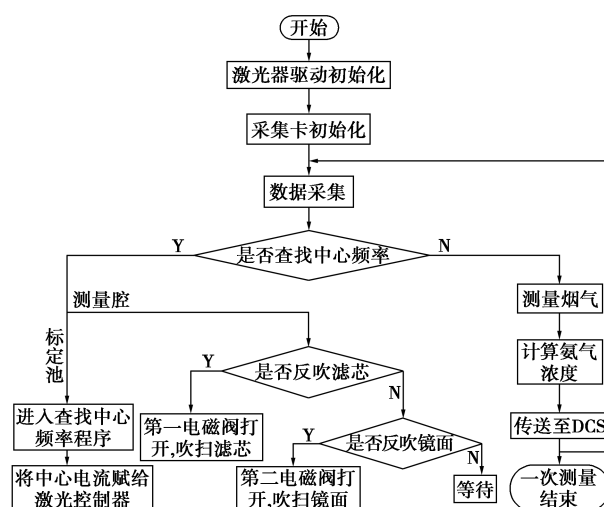 开始
激光器驱动初始化
采集卡初始化
数据采集
是否查找中心频率
Y
N
测量腔
标
定
池
测量烟气
计算氨气
浓度
是否反吹滤芯
Y
N
进入查找中心
频率程序
第一电磁阀打
开,吹扫滤芯
传送至DCS
是否反吹镜面
Y
N
将中心电流赋给
激光控制器
第二电磁阀打
开,吹扫镜面
等待
一次测量
结束